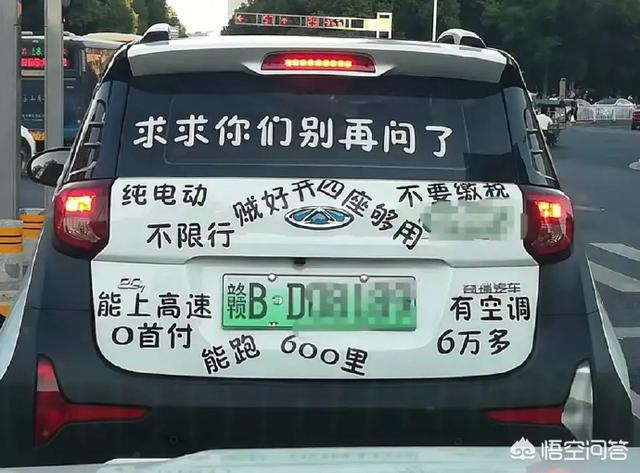 求求你们别再问了
纯电动
贼好开四座够用
不要缴税
不限行
能上高速
赣B·D
奇瑞汽车
有空调
0首付
6万多
能跑 600里
悟空问答